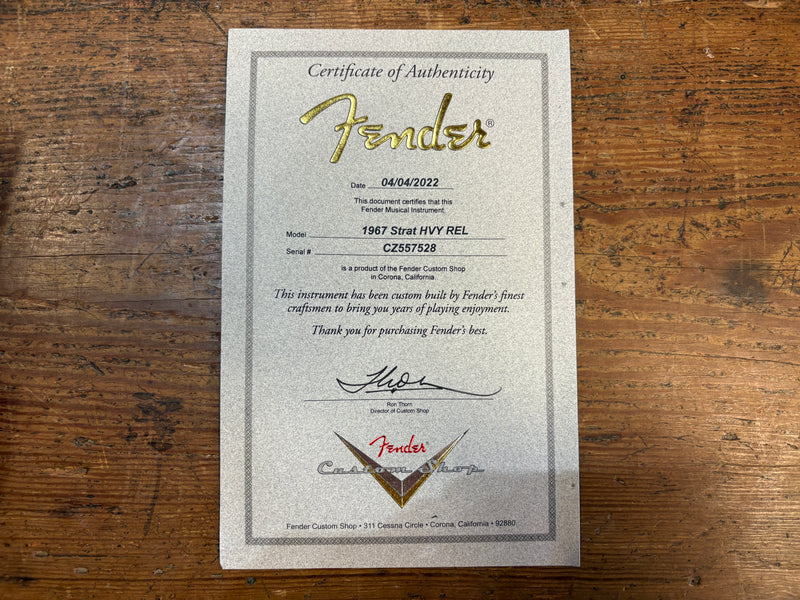 Certificate of Authenticity
Fender®
Date 04/04/2022
This document certifies that this
Fender Musical Instrument.
Model 1967 Strat HVY REL
Serial # CZ557528
is a product of the Fender Custom Shop
in Corona, California
This instrument has been custom built by Fender's finest
craftsmen to bring you years of playing enjoyment.
Thank you for purchasing Fender's best.
Ron Thorn
Director of Custom Shop
Fender®
Custom Shop
Fender Custom Shop • 311 Cessna Circle • Corona, California • 92880